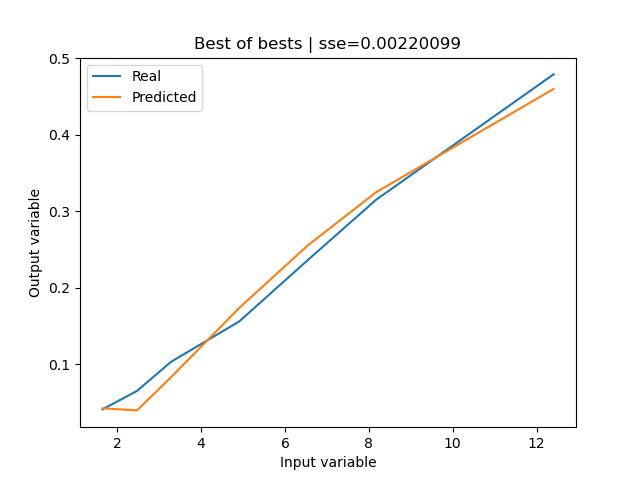 Best of bests | sse=0.00220099
Real
Predicted
0.5
0.4
0.3
0.2
0.1
Output variable
2 4 6 8 10 12
Input variable